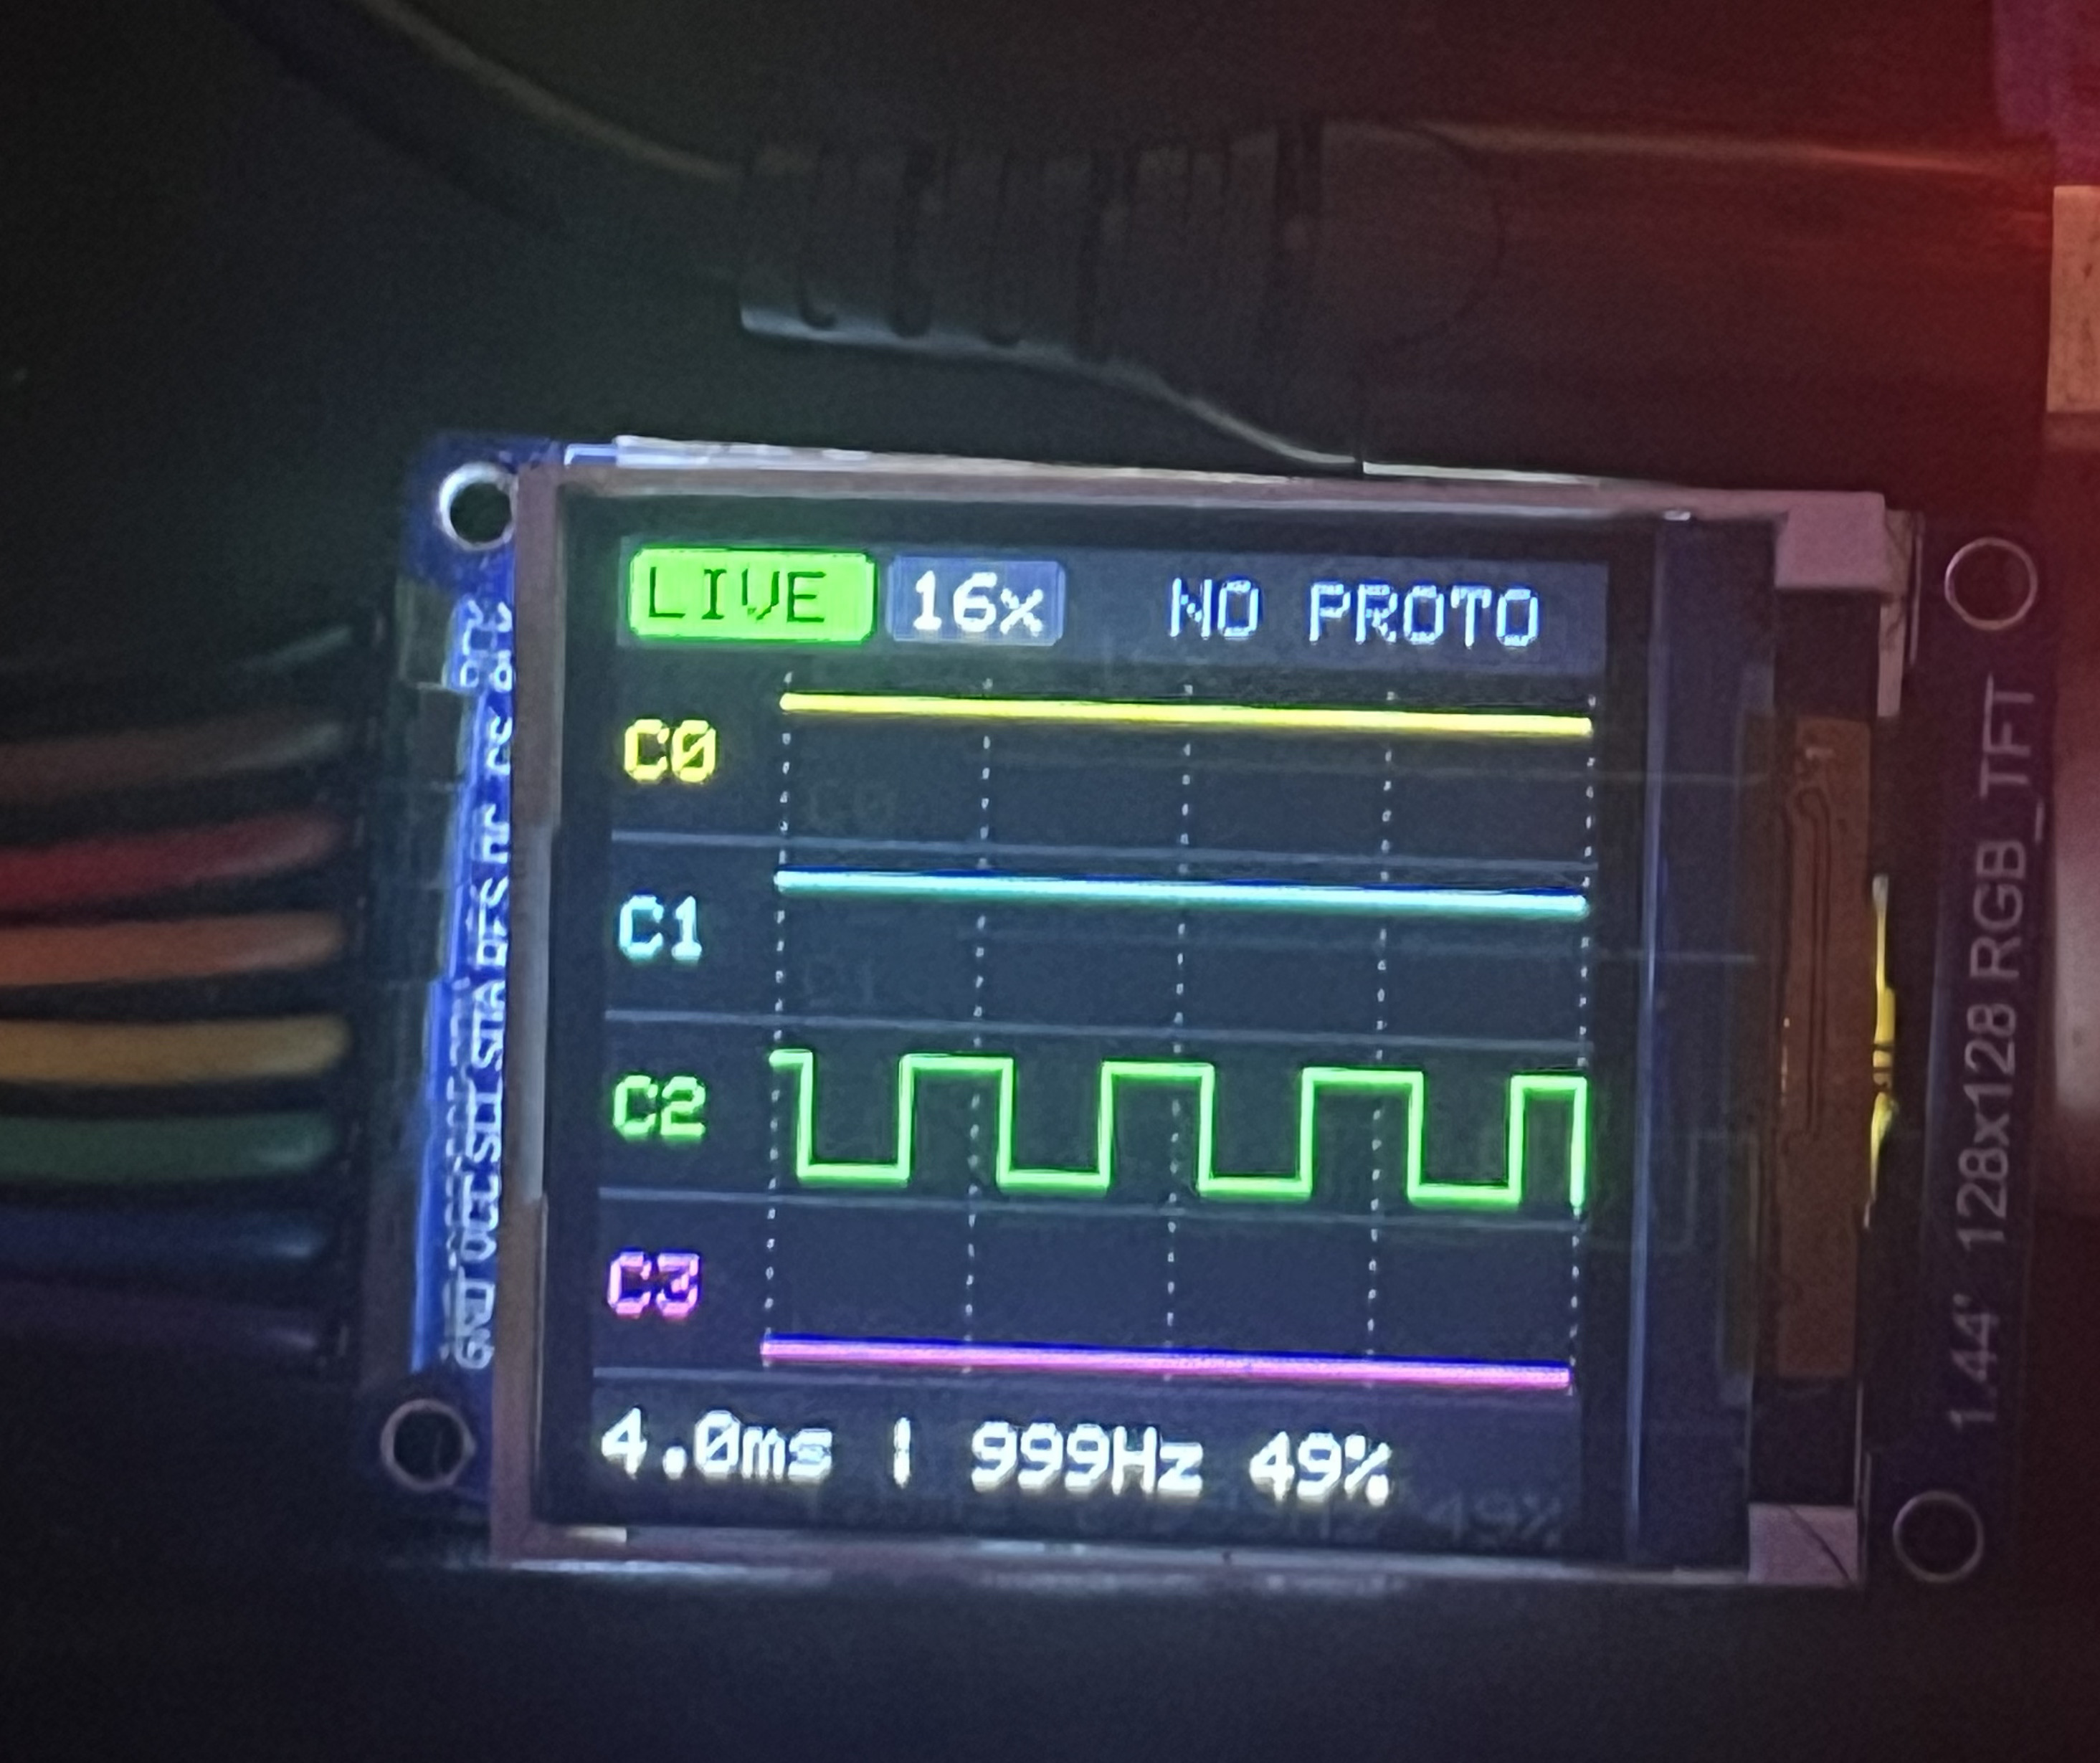 LIVE 16x NO PROTO
C0
C1
C2
C3
4.0ms | 999Hz 49%
1.44" 128x128 RGB_TFT